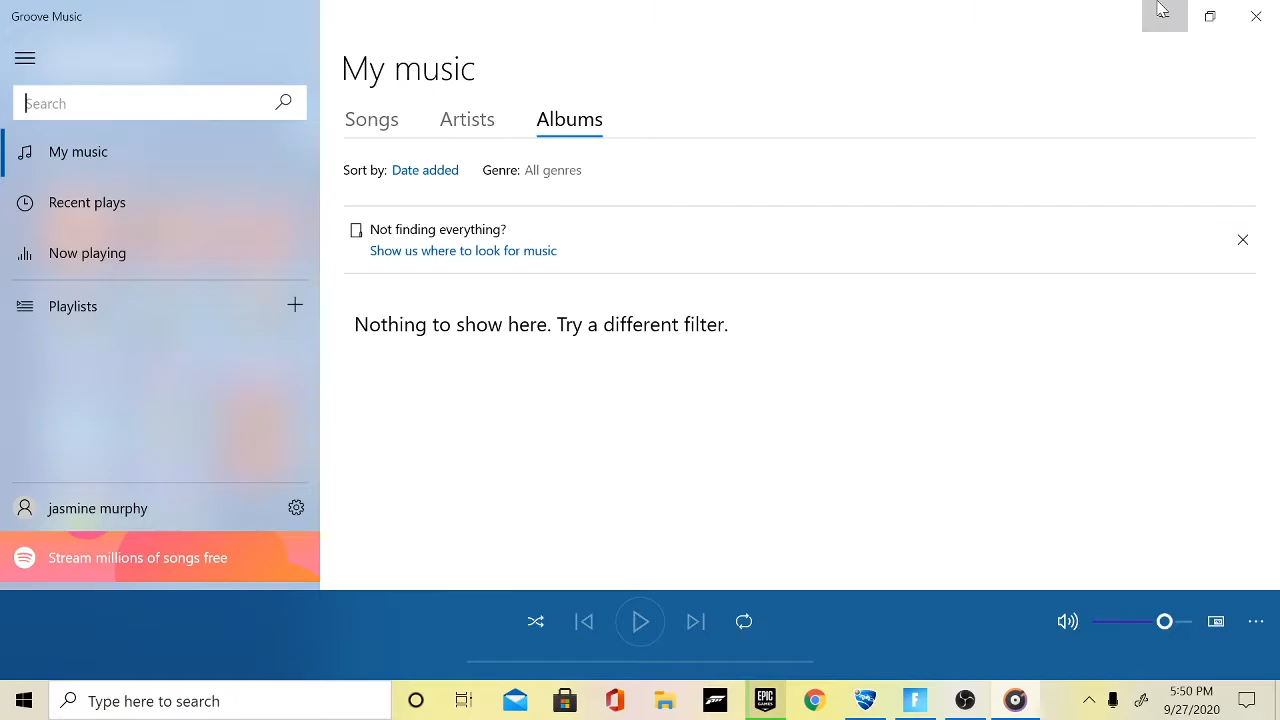 Groove Music
Search
My music
Recent plays
Now playing
Playlists
jasmine murphy
Stream millions of songs free
My music
Songs Artists Albums
Sort by: Date added Genre: All genres
Not finding everything?
Show us where to look for music
Nothing to show here. Try a different filter.
Type here to search
EPIC
GAMES
5:50 PM
9/27/2020